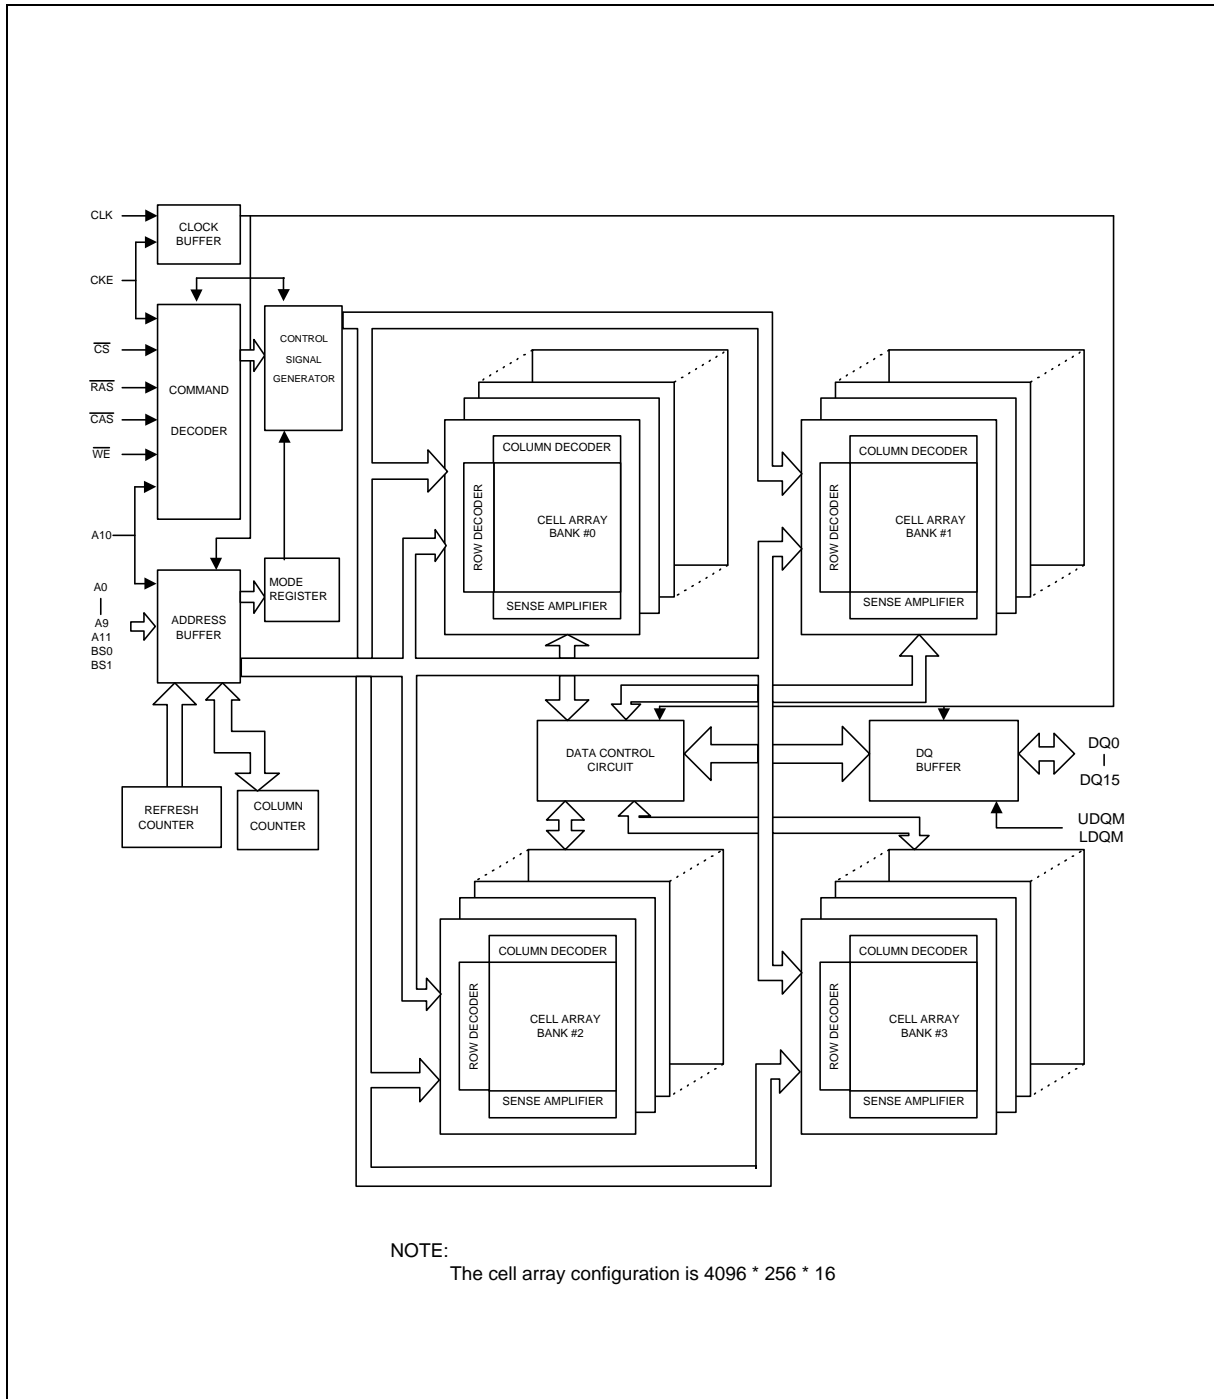 CLK
CLOCK
BUFFER
CKE
CONTROL
SIGNAL
GENERATOR
CS
RAS
CAS
WE
COMMAND
DECODER
A10
A0
A9
A11
BS0
BS1
ADDRESS
BUFFER
MODE
REGISTER
REFRESH
COUNTER
COLUMN
COUNTER
COLUMN DECODER
ROW DECODER
CELL ARRAY
BANK #0
SENSE AMPLIFIER
COLUMN DECODER
ROW DECODER
CELL ARRAY
BANK #1
SENSE AMPLIFIER
DATA CONTROL
CIRCUIT
DQ
BUFFER
DQ0
DQ15
UDQM
LDQM
COLUMN DECODER
ROW DECODER
CELL ARRAY
BANK #2
SENSE AMPLIFIER
COLUMN DECODER
ROW DECODER
CELL ARRAY
BANK #3
SENSE AMPLIFIER
NOTE:
The cell array configuration is 4096 * 256 * 16